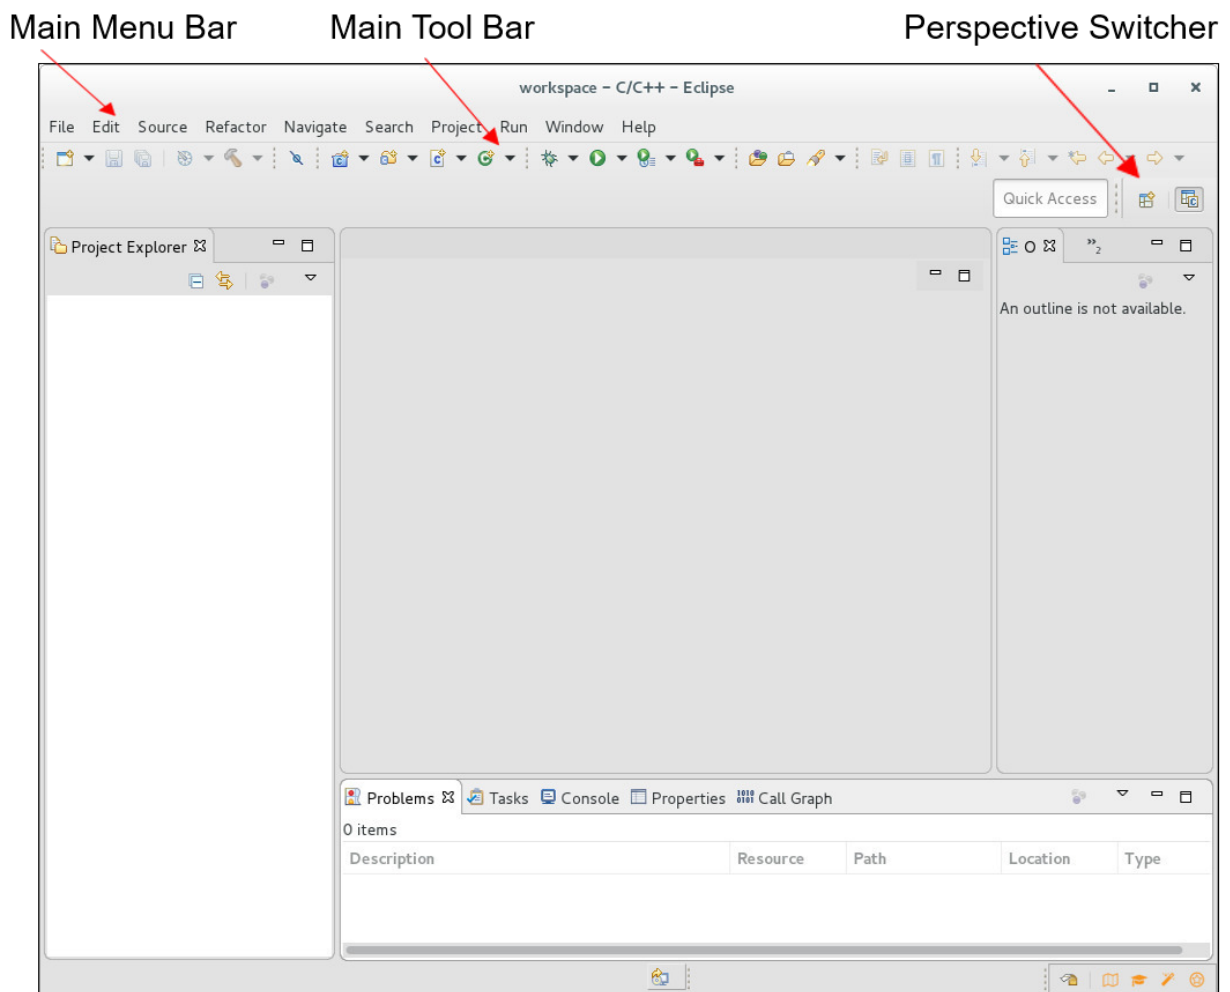 Main Menu Bar Main Tool Bar Perspective Switcher
workspace – C/C++ – Eclipse
File Edit Source Refactor Navigate Search Project Run Window Help
Quick Access
Project Explorer
O
»2
An outline is not available.
Problems Tasks Console Properties Call Graph
0 items
Description Resource Path Location Type